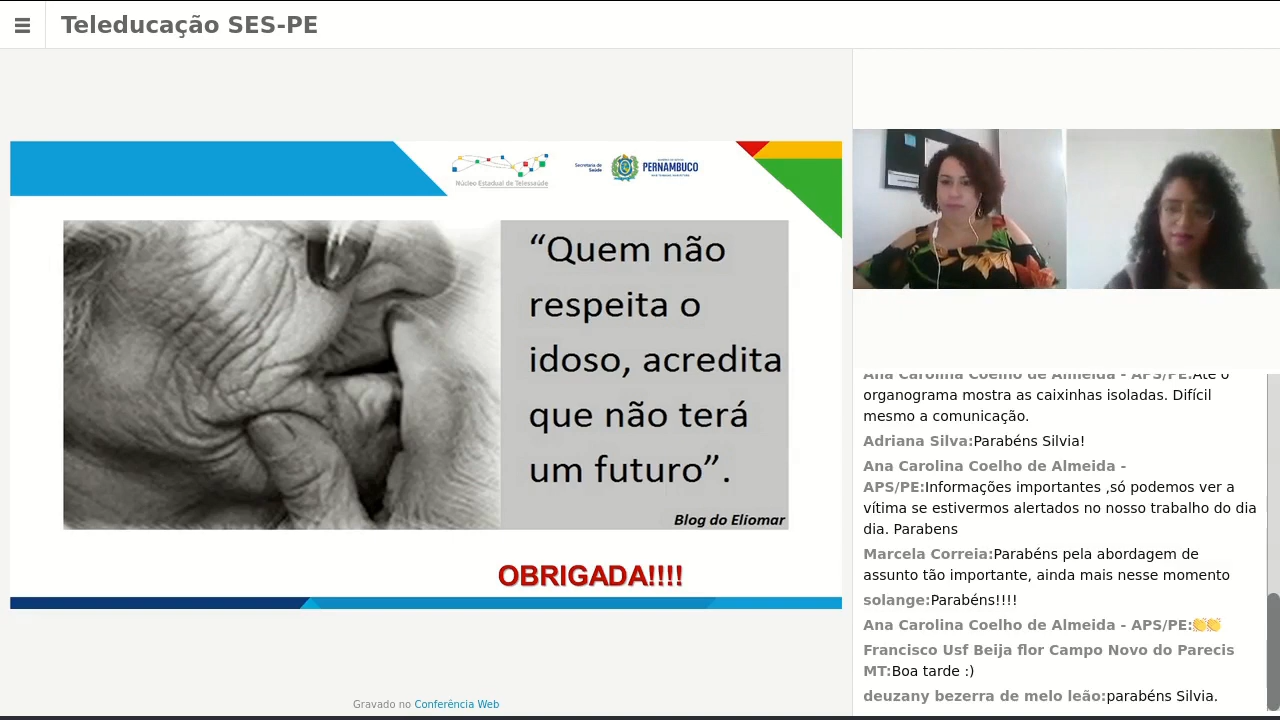 Teleducação SES-PE
Núcleo Estadual de Telessaúde
Secretaria de
Saúde
PERNAMBUCO
“Quem não
respeita o
idoso, acredita
que não terá
um futuro”.
Blog do Eliomar
OBRIGADA!!!!
Gravado no Conferência Web
Ana Carolina Coelho de Almeida - APS/PE:Até o
organograma mostra as caixinhas isoladas. Difícil
mesmo a comunicação.
Adriana Silva:Parabéns Silvia!
Ana Carolina Coelho de Almeida -
APS/PE:Informações importantes ,só podemos ver a
vítima se estivermos alertados no nosso trabalho do dia
dia. Parabens
Marcela Correia:Parabéns pela abordagem de
assunto tão importante, ainda mais nesse momento
solange:Parabéns!!!!
Ana Carolina Coelho de Almeida - APS/PE:👏👏
Francisco Usf Beija flor Campo Novo do Parecis
MT:Boa tarde :)
deuzany bezerra de melo leão:parabéns Silvia.